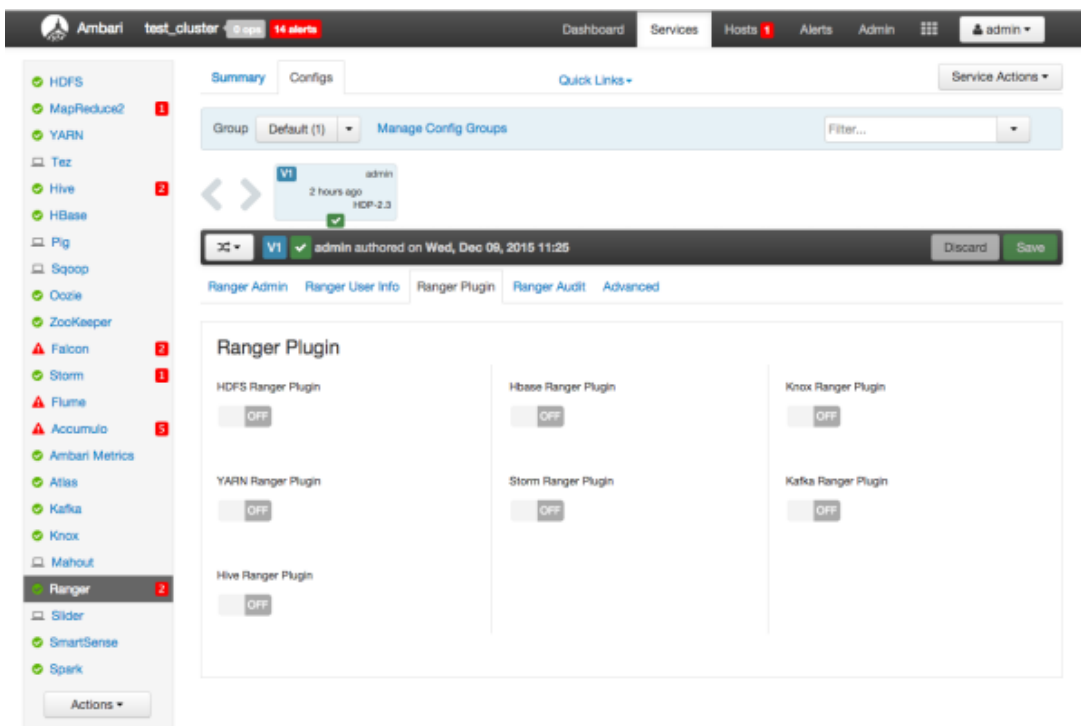 Ambari test_cluster 0 ops 14 alerts Dashboard Services Hosts 1 Alerts Admin admin
HDFS
MapReduce2 1
YARN
Tez
Hive 2
HBase
Pig
Sqoop
Oozie
ZooKeeper
Falcon 2
Storm 1
Flume
Accumulo 5
Ambari Metrics
Atlas
Kafka
Knox
Mahout
Ranger 2
Slider
SmartSense
Spark
Actions
Summary Configs Quick Links Service Actions
Group Default (1) Manage Config Groups Filter...
V1 admin
2 hours ago
HDP-2.3
V1 admin authored on Wed, Dec 09, 2015 11:25 Discard Save
Ranger Admin Ranger User Info Ranger Plugin Ranger Audit Advanced
Ranger Plugin
HDFS Ranger Plugin Hbase Ranger Plugin Knox Ranger Plugin
OFF OFF OFF
YARN Ranger Plugin Storm Ranger Plugin Kafka Ranger Plugin
OFF OFF OFF
Hive Ranger Plugin
OFF